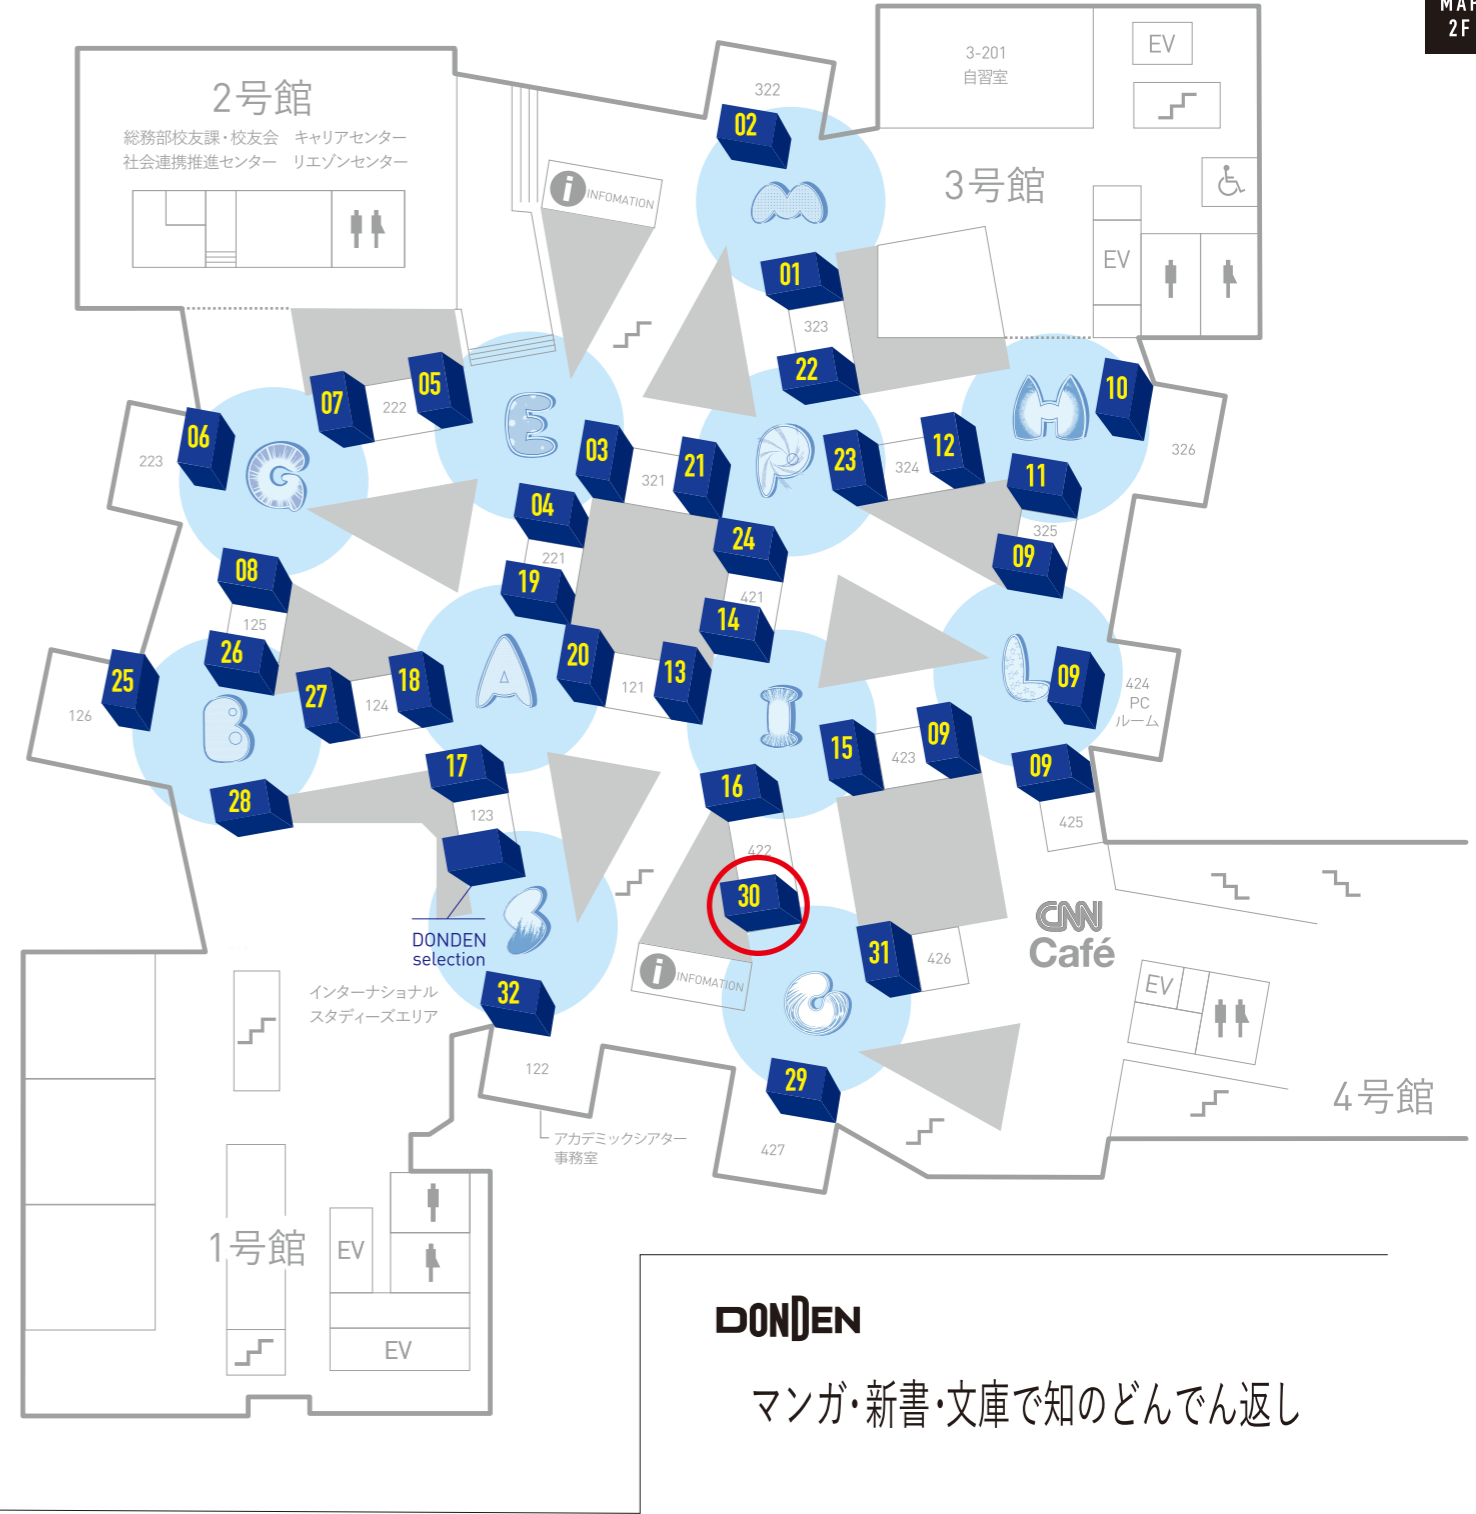 MAP
2F
2号館
総務部校友課・校友会　キャリアセンター
社会連携推進センター　リエゾンセンター
322
02
M
INFOMATION
3-201
自習室
EV
3号館
EV
01
323
22
07
222
05
06
223
G
E
03
321
21
P
23
324
12
H
10
326
11
325
09
04
221
19
24
421
14
08
125
26
25
126
B
27
124
18
A
20
121
13
I
L
09
424
PC
ルーム
15
423
09
09
425
28
17
123
16
422
30
S
DONDEN
selection
32
インターナショナル
スタディーズエリア
122
アカデミックシアター
事務室
INFOMATION
31
426
G
29
427
CNN
Café
EV
4号館
1号館
EV
EV
DONDEN
マンガ・新書・文庫で知のどんでん返し